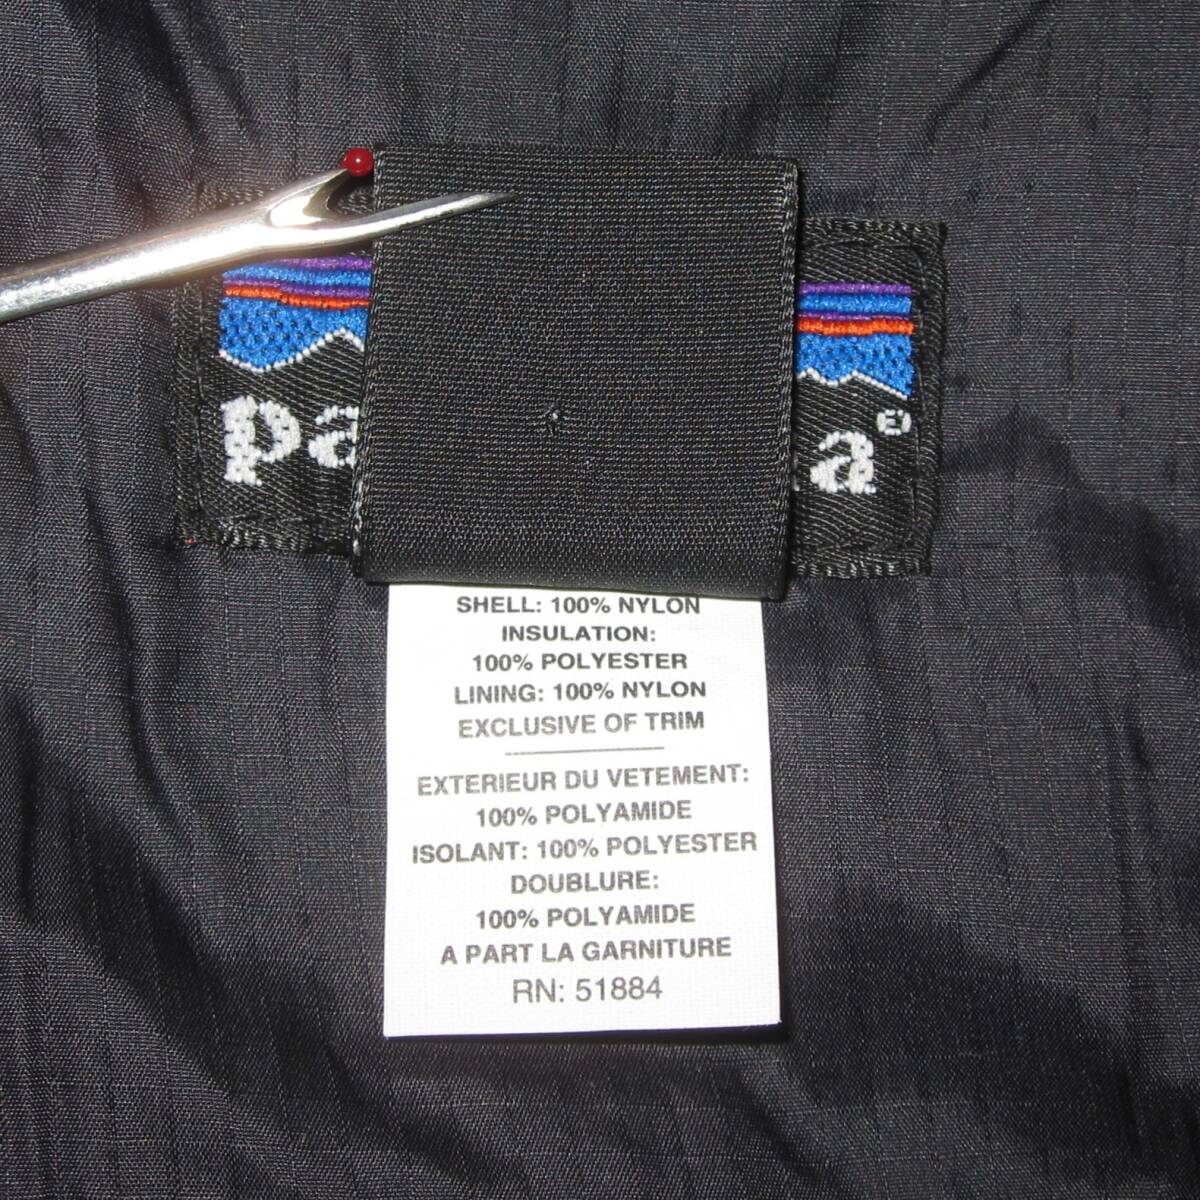 pa a®
SHELL: 100% NYLON
INSULATION:
100% POLYESTER
LINING: 100% NYLON
EXCLUSIVE OF TRIM
EXTERIEUR DU VETEMENT:
100% POLYAMIDE
ISOLANT: 100% POLYESTER
DOUBLURE:
100% POLYAMIDE
A PART LA GARNITURE
RN: 51884